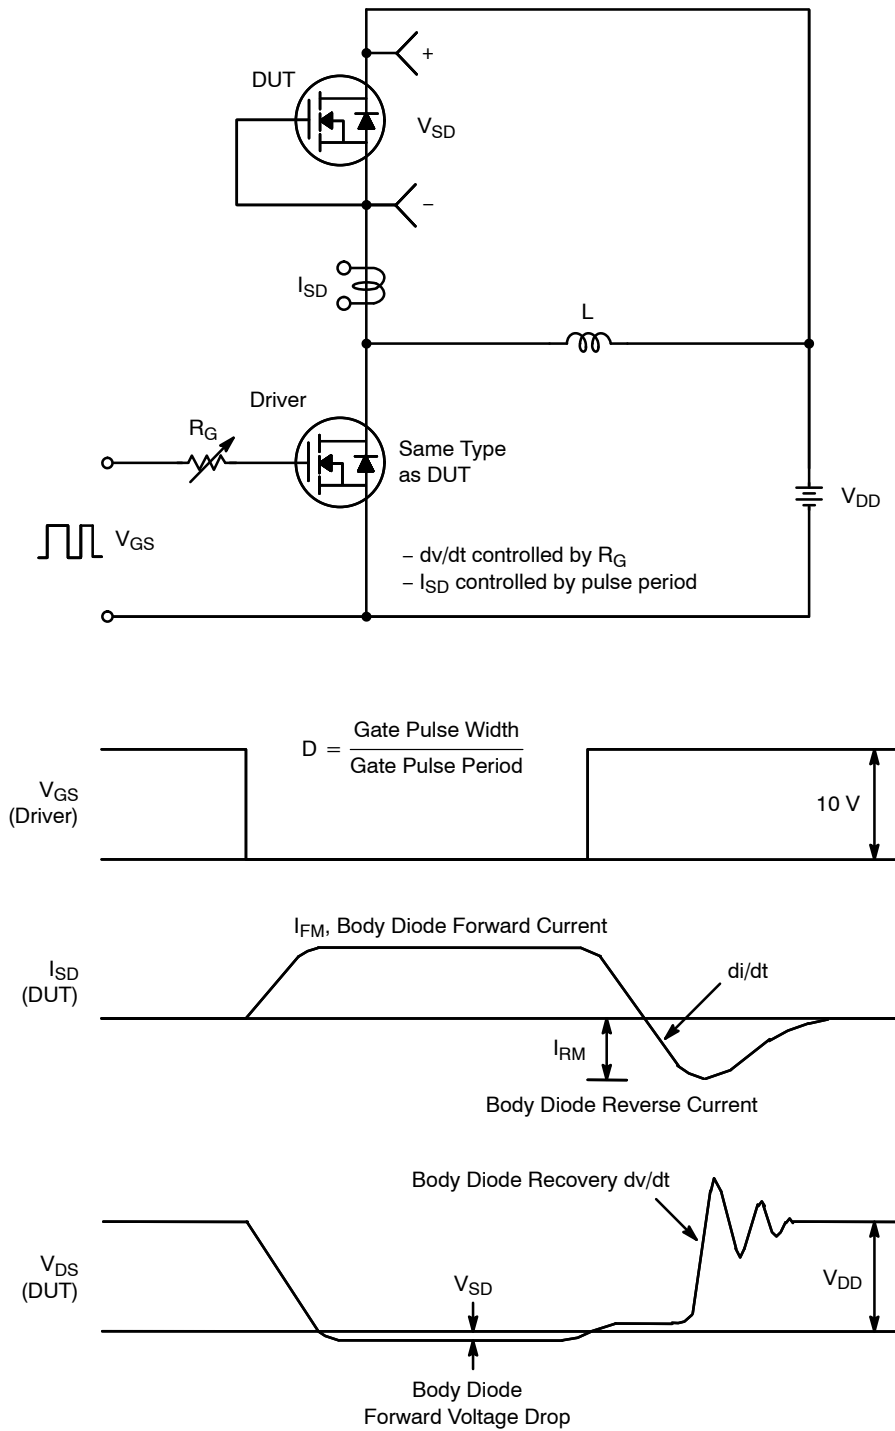 +
DUT
V_SD
−
I_SD
L
Driver
R_G
Same Type
as DUT
V_DD
V_GS
− dv/dt controlled by R_G
− I_SD controlled by pulse period
D = Gate Pulse Width
Gate Pulse Period
V_GS
(Driver)
10 V
I_FM, Body Diode Forward Current
I_SD
(DUT)
di/dt
I_RM
Body Diode Reverse Current
Body Diode Recovery dv/dt
V_DS
(DUT)
V_SD
V_DD
Body Diode
Forward Voltage Drop